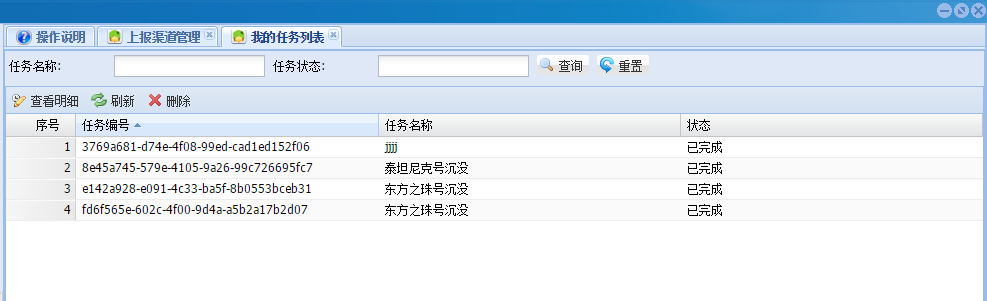 操作说明 上报渠道管理 我的任务列表
任务名称: 任务状态: 查询 重置
查看明细 刷新 删除
序号 任务编号 任务名称 状态
1 3769a681-d74e-4f08-99ed-cad1ed152f06 jjjj 已完成
2 8e45a745-579e-4105-9a26-99c726695fc7 泰坦尼克号沉没 已完成
3 e142a928-e091-4c33-ba5f-8b0553bceb31 东方之珠号沉没 已完成
4 fd6f565e-602c-4f00-9d4a-a5b2a17b2d07 东方之珠号沉没 已完成